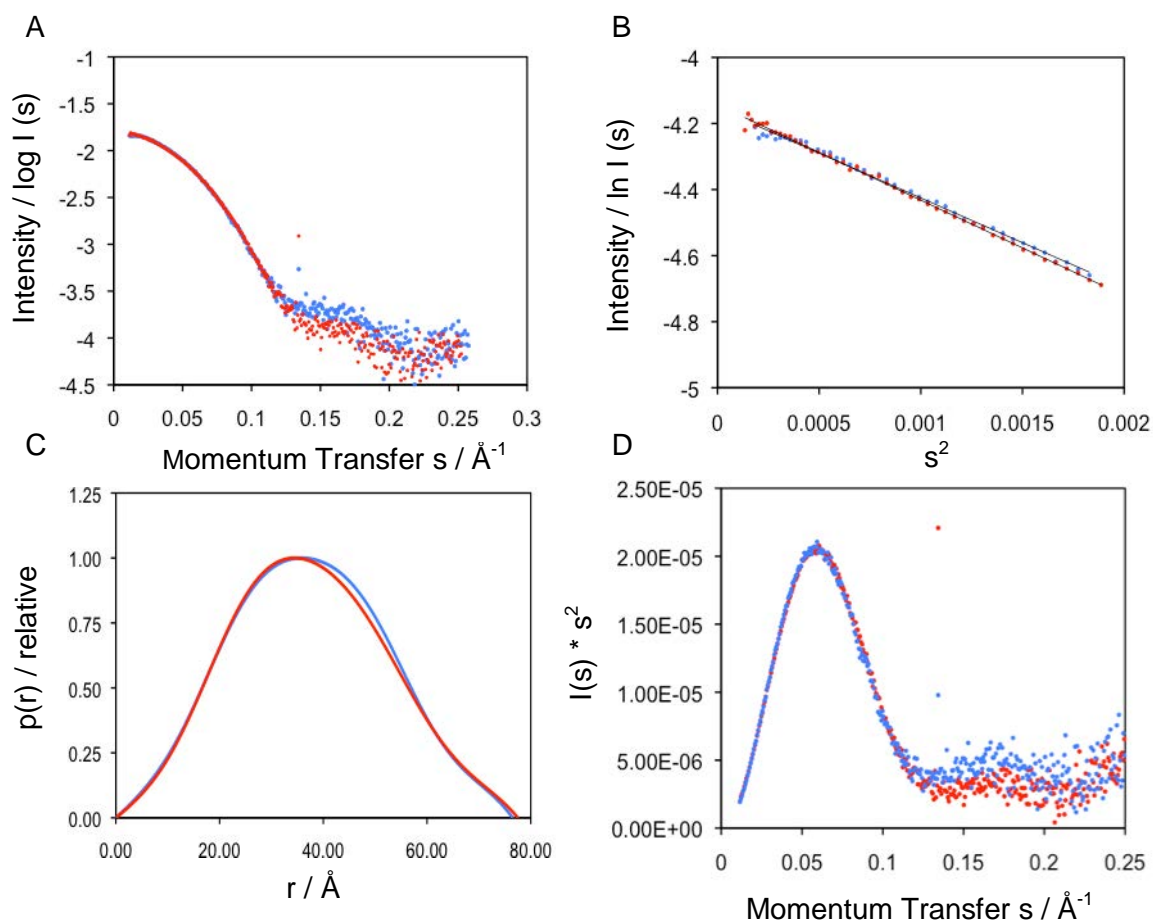 A
Intensity / log I (s)
-1
-1.5
-2
-2.5
-3
-3.5
-4
-4.5
0 0.05 0.1 0.15 0.2 0.25 0.3
Momentum Transfer s / Å-1
B
Intensity / ln I (s)
-4
-4.2
-4.4
-4.6
-4.8
-5
0 0.0005 0.001 0.0015 0.002
s2
C
p(r) / relative
1.25
1.00
0.75
0.50
0.25
0.00
0.00 20.00 40.00 60.00 80.00
r / Å
D
I(s) * s2
2.50E-05
2.00E-05
1.50E-05
1.00E-05
5.00E-06
0.00E+00
0 0.05 0.1 0.15 0.2 0.25
Momentum Transfer s / Å-1